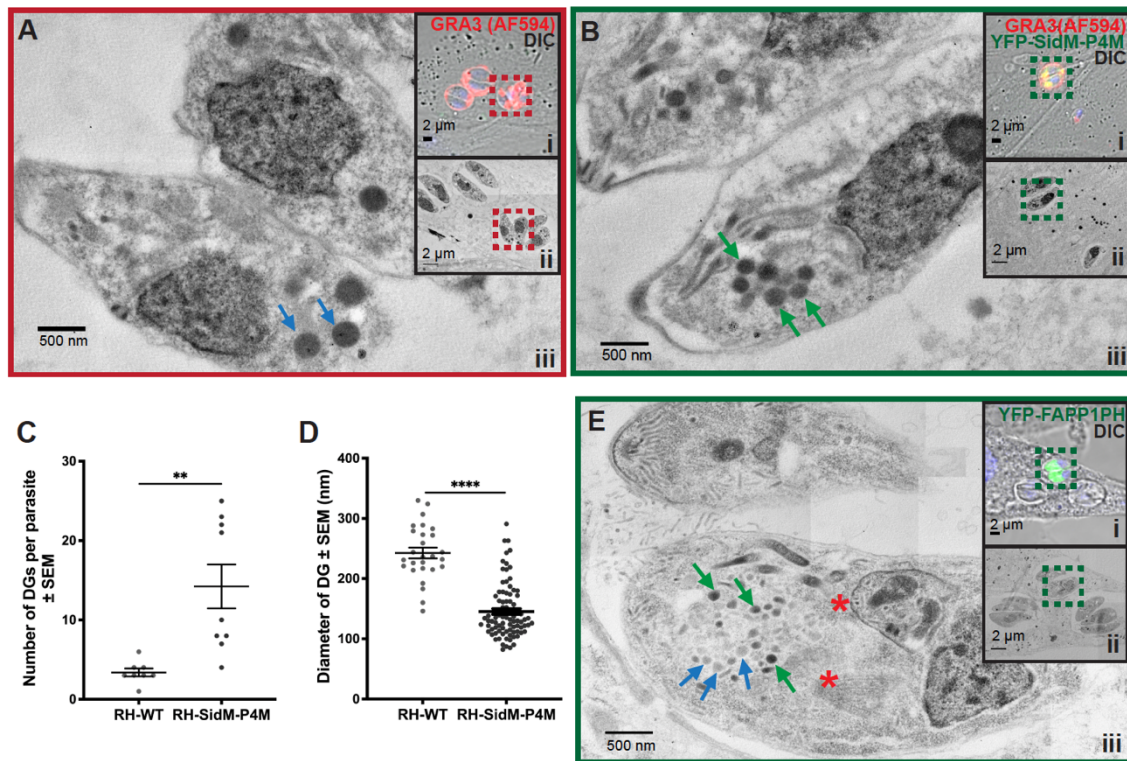 A
GRA3 (AF594)
DIC
2 µm
i
2 µm
ii
500 nm
iii
B
GRA3(AF594)
YFP-SidM-P4M
DIC
2 µm
i
2 µm
ii
500 nm
iii
C
Number of DGs per parasite
± SEM
30
20
10
0
**
RH-WT
RH-SidM-P4M
D
Diameter of DG ± SEM (nm)
400
300
200
100
0
****
RH-WT
RH-SidM-P4M
E
YFP-FAPP1PH
DIC
2 µm
i
2 µm
ii
*
*
500 nm
iii